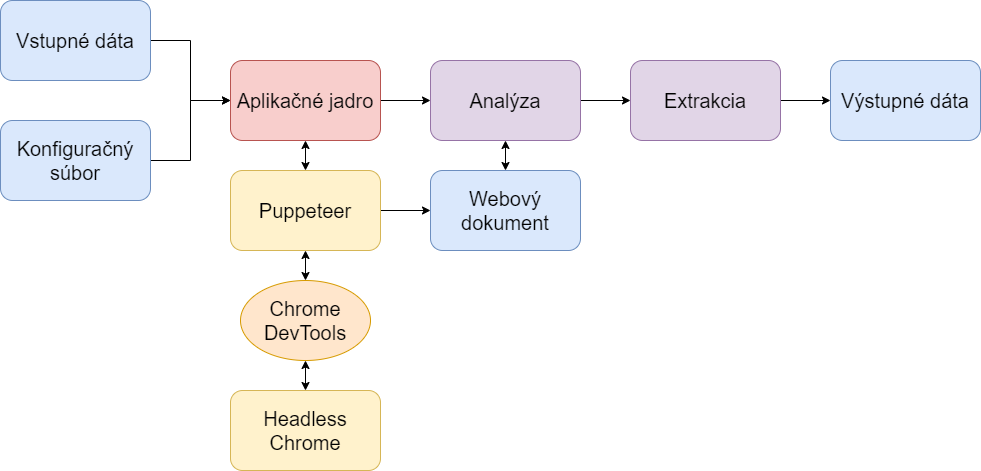 Vstupné dáta
Konfiguračný
súbor
Aplikačné jadro
Analýza
Extrakcia
Výstupné dáta
Puppeteer
Webový
dokument
Chrome
DevTools
Headless
Chrome